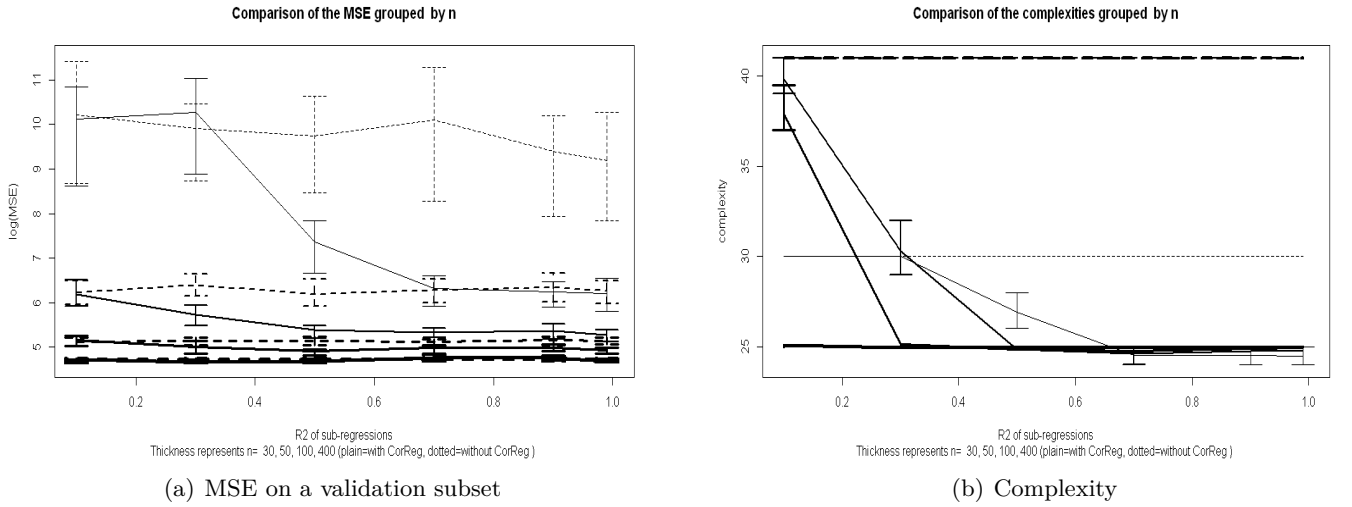 Comparison of the MSE grouped by n
log(MSE)
11
10
9
8
7
6
5
0.2 0.4 0.6 0.8 1.0
R2 of sub-regressions
Thickness represents n= 30, 50, 100, 400 (plain=with CorReg, dotted=without CorReg )
(a) MSE on a validation subset
Comparison of the complexities grouped by n
complexity
40
35
30
25
0.2 0.4 0.6 0.8 1.0
R2 of sub-regressions
Thickness represents n= 30, 50, 100, 400 (plain=with CorReg, dotted=without CorReg )
(b) Complexity